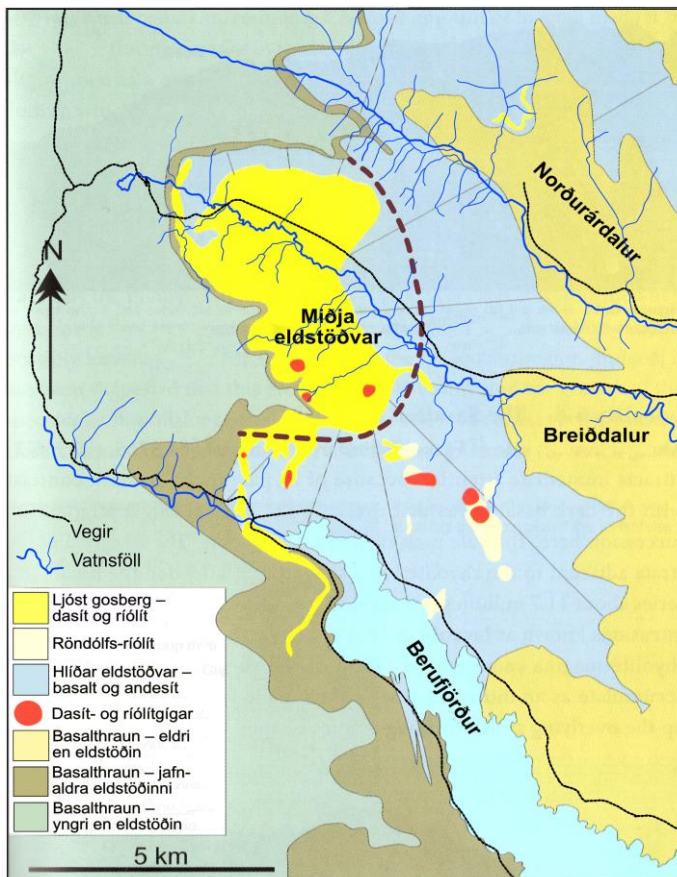 Norðurárdalur
N
Miðja
eldstöðvar
Breiðdalur
Vegir
Vatnsföll
Berufjörður
Ljóst gosberg –
dasít og ríólít
Röndólfs-ríólít
Hlíðar eldstöðvar –
basalt og andesít
Dasít- og ríólítgígar
Basalthraun – eldri
en eldstöðin
Basalthraun – jafn-
aldra eldstöðinni
Basalthraun –
yngri en eldstöðin
5 km